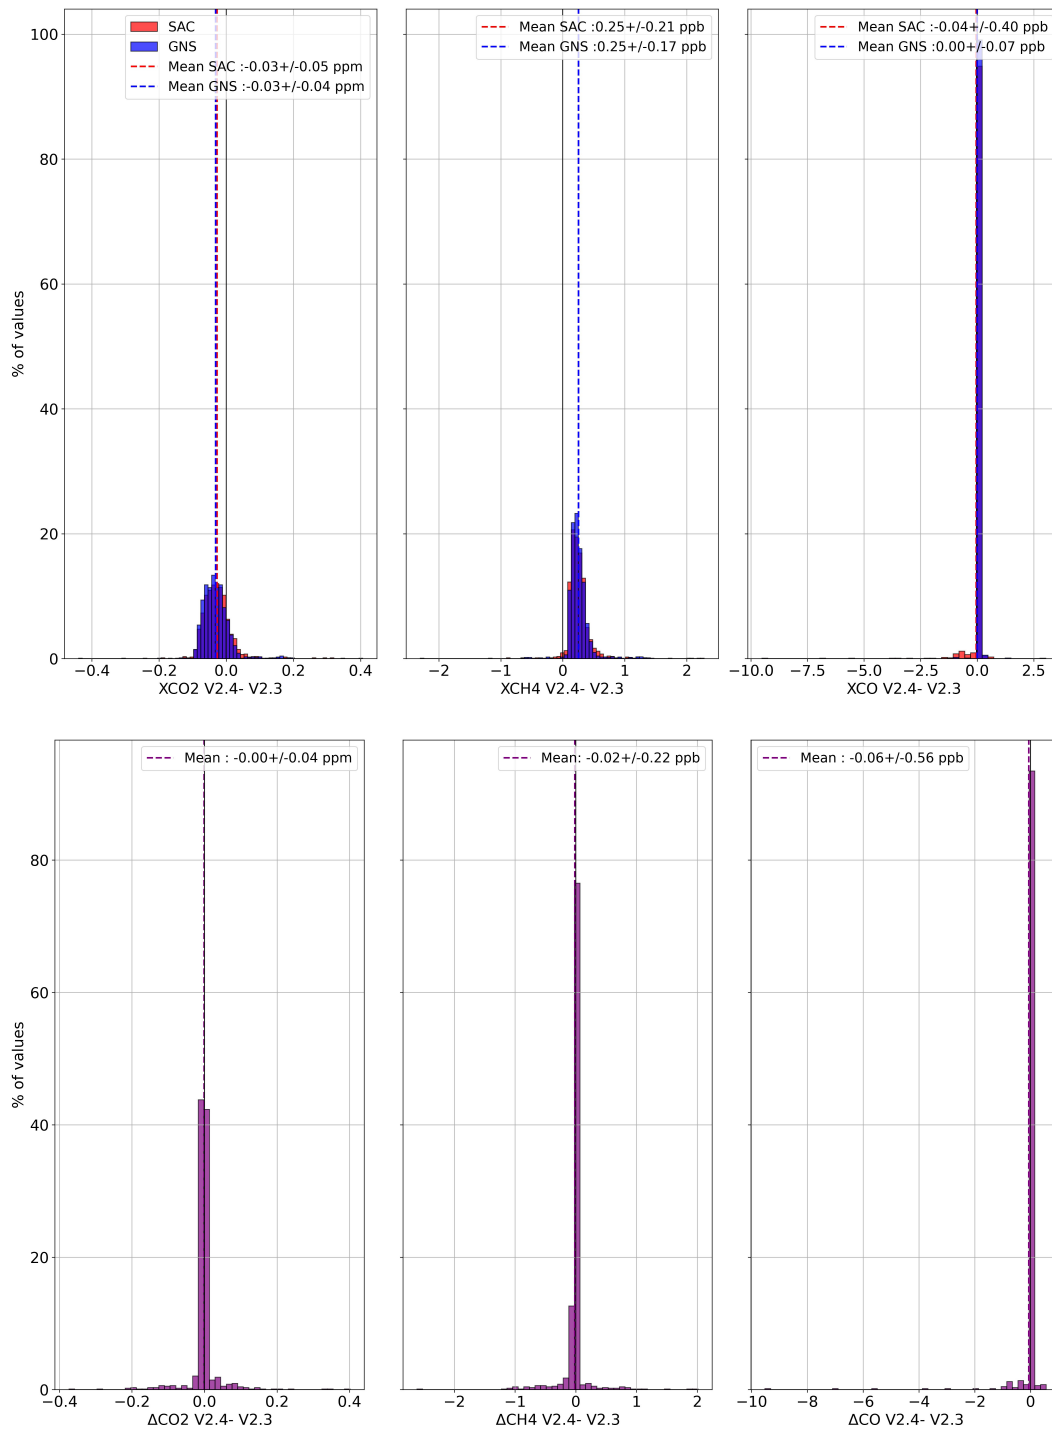 SAC
GNS
Mean SAC :-0.03+/-0.05 ppm
Mean GNS :-0.03+/-0.04 ppm
Mean SAC :0.25+/-0.21 ppb
Mean GNS :0.25+/-0.17 ppb
Mean SAC :-0.04+/-0.40 ppb
Mean GNS :0.00+/-0.07 ppb
100
80
60
40
20
0
% of values
−0.4 −0.2 0.0 0.2 0.4
XCO2 V2.4- V2.3
−2 −1 0 1 2
XCH4 V2.4- V2.3
−10.0 −7.5 −5.0 −2.5 0.0 2.5
XCO V2.4- V2.3
Mean : -0.00+/-0.04 ppm
Mean: -0.02+/-0.22 ppb
Mean : -0.06+/-0.56 ppb
80
60
40
20
0
% of values
−0.4 −0.2 0.0 0.2 0.4
ΔCO2 V2.4- V2.3
−2 −1 0 1 2
ΔCH4 V2.4- V2.3
−10 −8 −6 −4 −2 0
ΔCO V2.4- V2.3